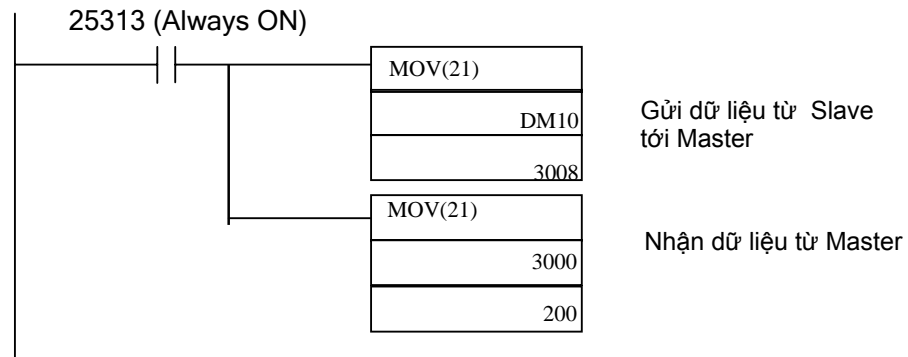 25313 (Always ON)
MOV(21)
DM10
3008
Gửi dữ liệu từ Slave
tới Master
MOV(21)
3000
200
Nhận dữ liệu từ Master